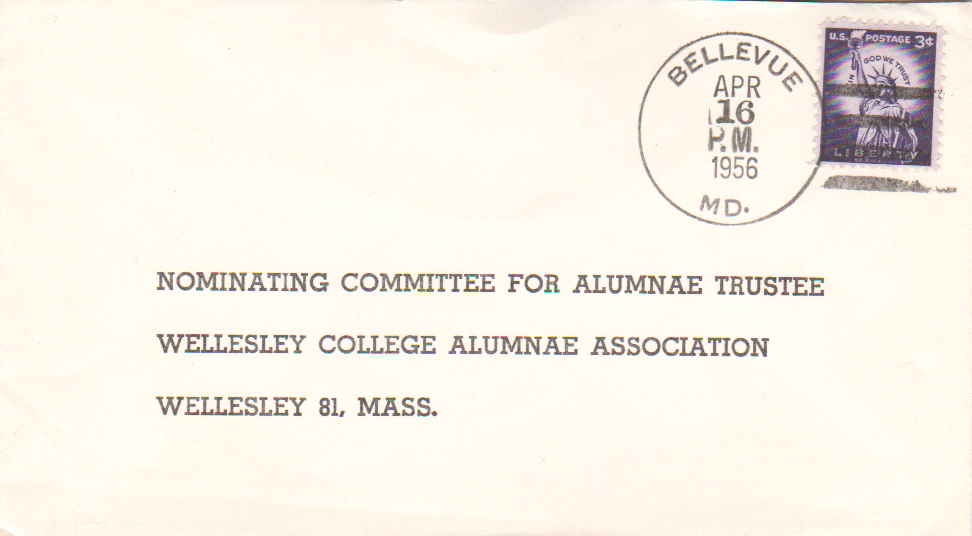 BELLEVUE
APR
16
P.M.
1956
MD.
U.S. POSTAGE 3¢
IN GOD WE TRUST
LIBERTY
NOMINATING COMMITTEE FOR ALUMNAE TRUSTEE
WELLESLEY COLLEGE ALUMNAE ASSOCIATION
WELLESLEY 81, MASS.